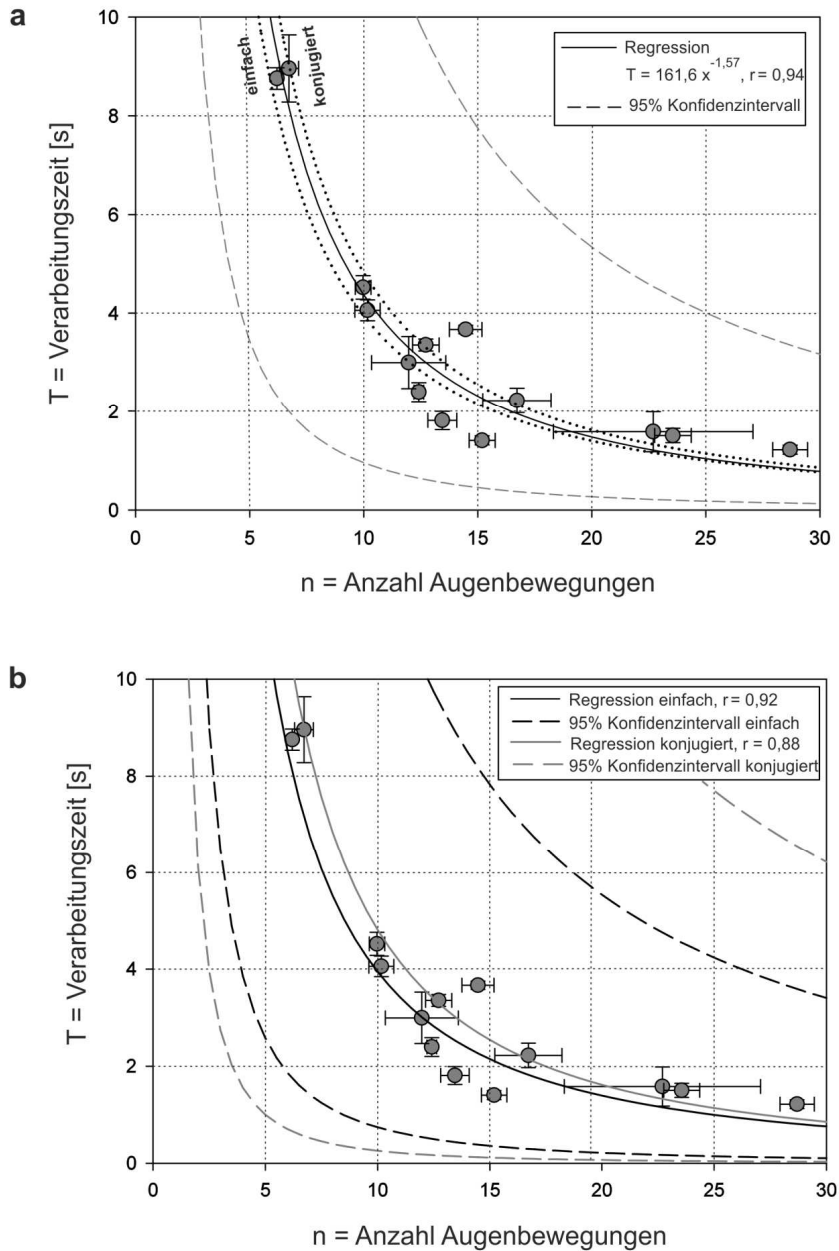 a
10
8
6
4
2
0
T = Verarbeitungszeit [s]
einfach
konjugiert
Regression
T = 161,6 x^-1,57, r= 0,94
95% Konfidenzintervall
0
5
10
15
20
25
30
n = Anzahl Augenbewegungen
b
10
8
6
4
2
0
T = Verarbeitungszeit [s]
Regression einfach, r= 0,92
95% Konfidenzintervall einfach
Regression konjugiert, r = 0,88
95% Konfidenzintervall konjugiert
0
5
10
15
20
25
30
n = Anzahl Augenbewegungen